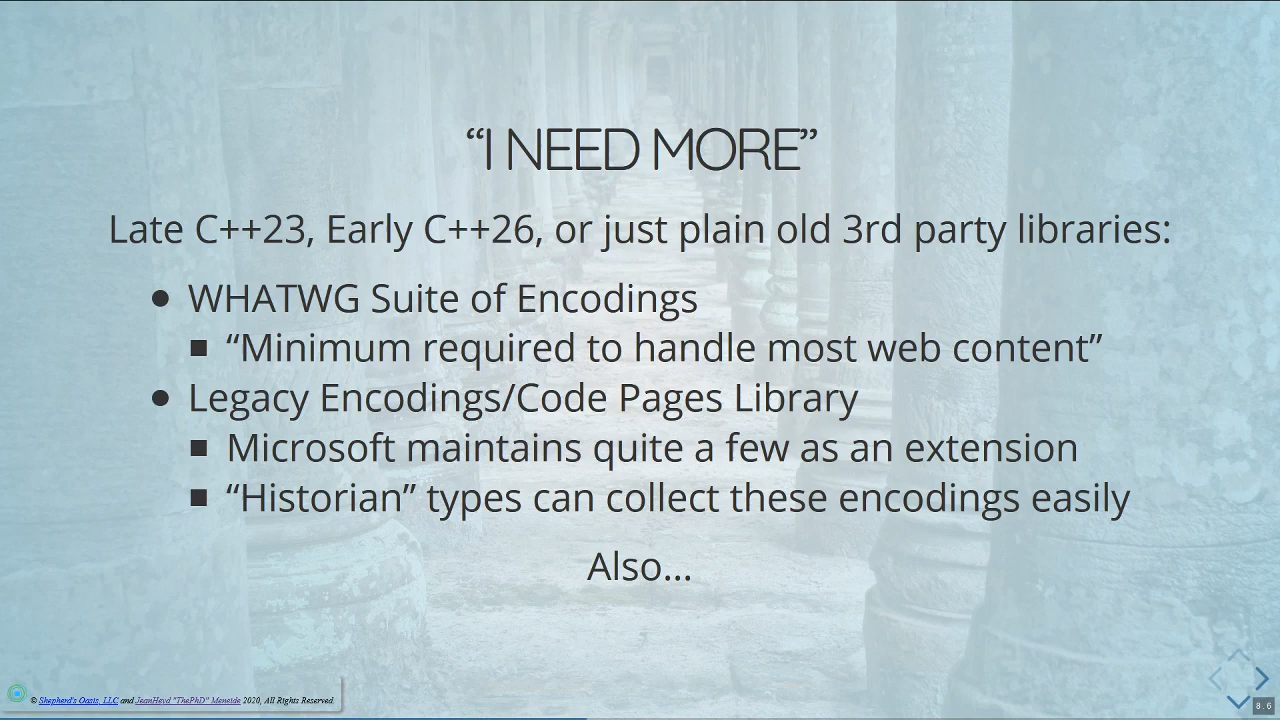 “I NEED MORE”
Late C++23, Early C++26, or just plain old 3rd party libraries:
● WHATWG Suite of Encodings
■ “Minimum required to handle most web content”
● Legacy Encodings/Code Pages Library
■ Microsoft maintains quite a few as an extension
■ “Historian” types can collect these encodings easily
Also...
© Shepherd's Oasis, LLC and JeanHeyd "ThePhD" Meneide 2020, All Rights Reserved.
8.6